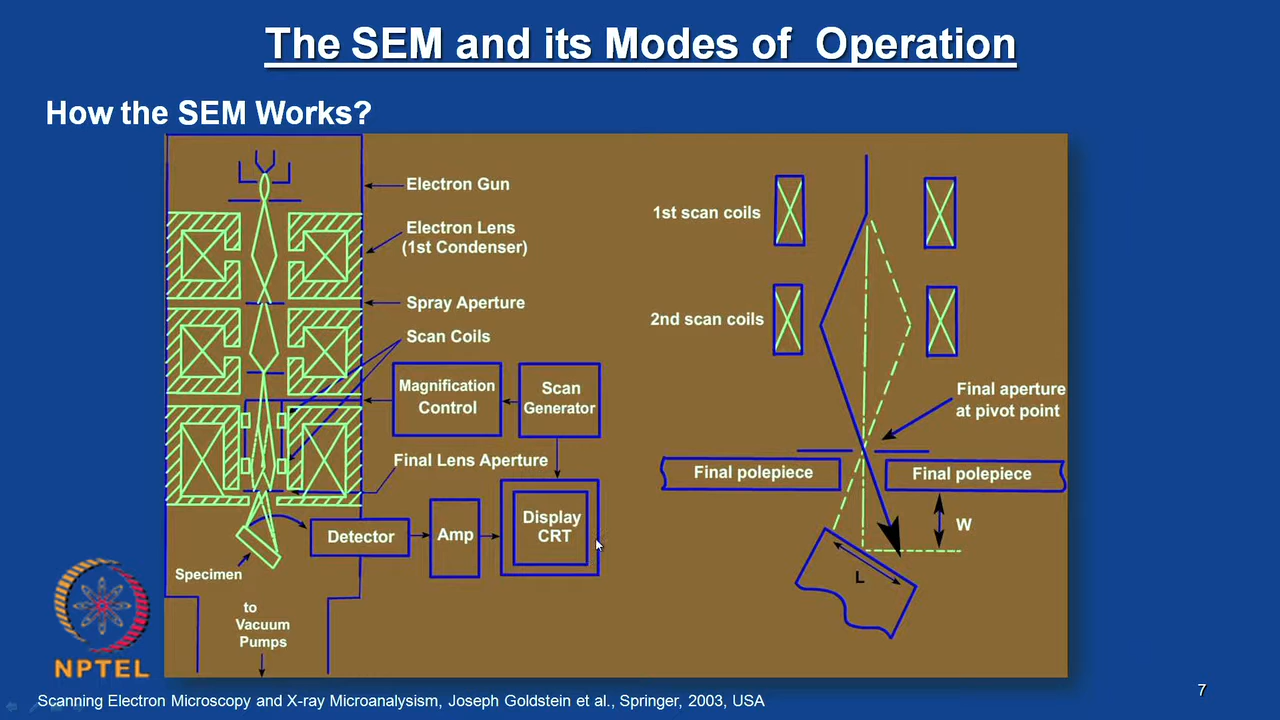 The SEM and its Modes of Operation
How the SEM Works?
Electron Gun
Electron Lens
(1st Condenser)
Spray Aperture
Scan Coils
Magnification
Control
Scan
Generator
Final Lens Aperture
Display
CRT
Amp
Detector
Specimen
to
Vacuum
Pumps
1st scan coils
2nd scan coils
Final aperture
at pivot point
Final polepiece
Final polepiece
W
L
NPTEL
Scanning Electron Microscopy and X-ray Microanalysism, Joseph Goldstein et al., Springer, 2003, USA
7